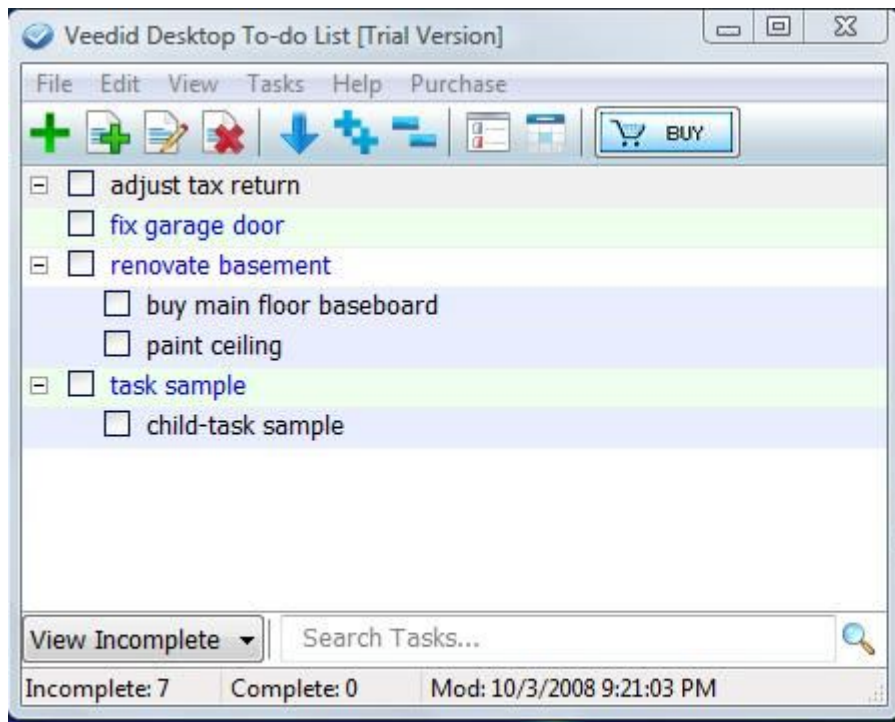 Veedid Desktop To-do List [Trial Version]
File Edit View Tasks Help Purchase
BUY
adjust tax return
fix garage door
renovate basement
buy main floor baseboard
paint ceiling
task sample
child-task sample
View Incomplete Search Tasks...
Incomplete: 7 Complete: 0 Mod: 10/3/2008 9:21:03 PM